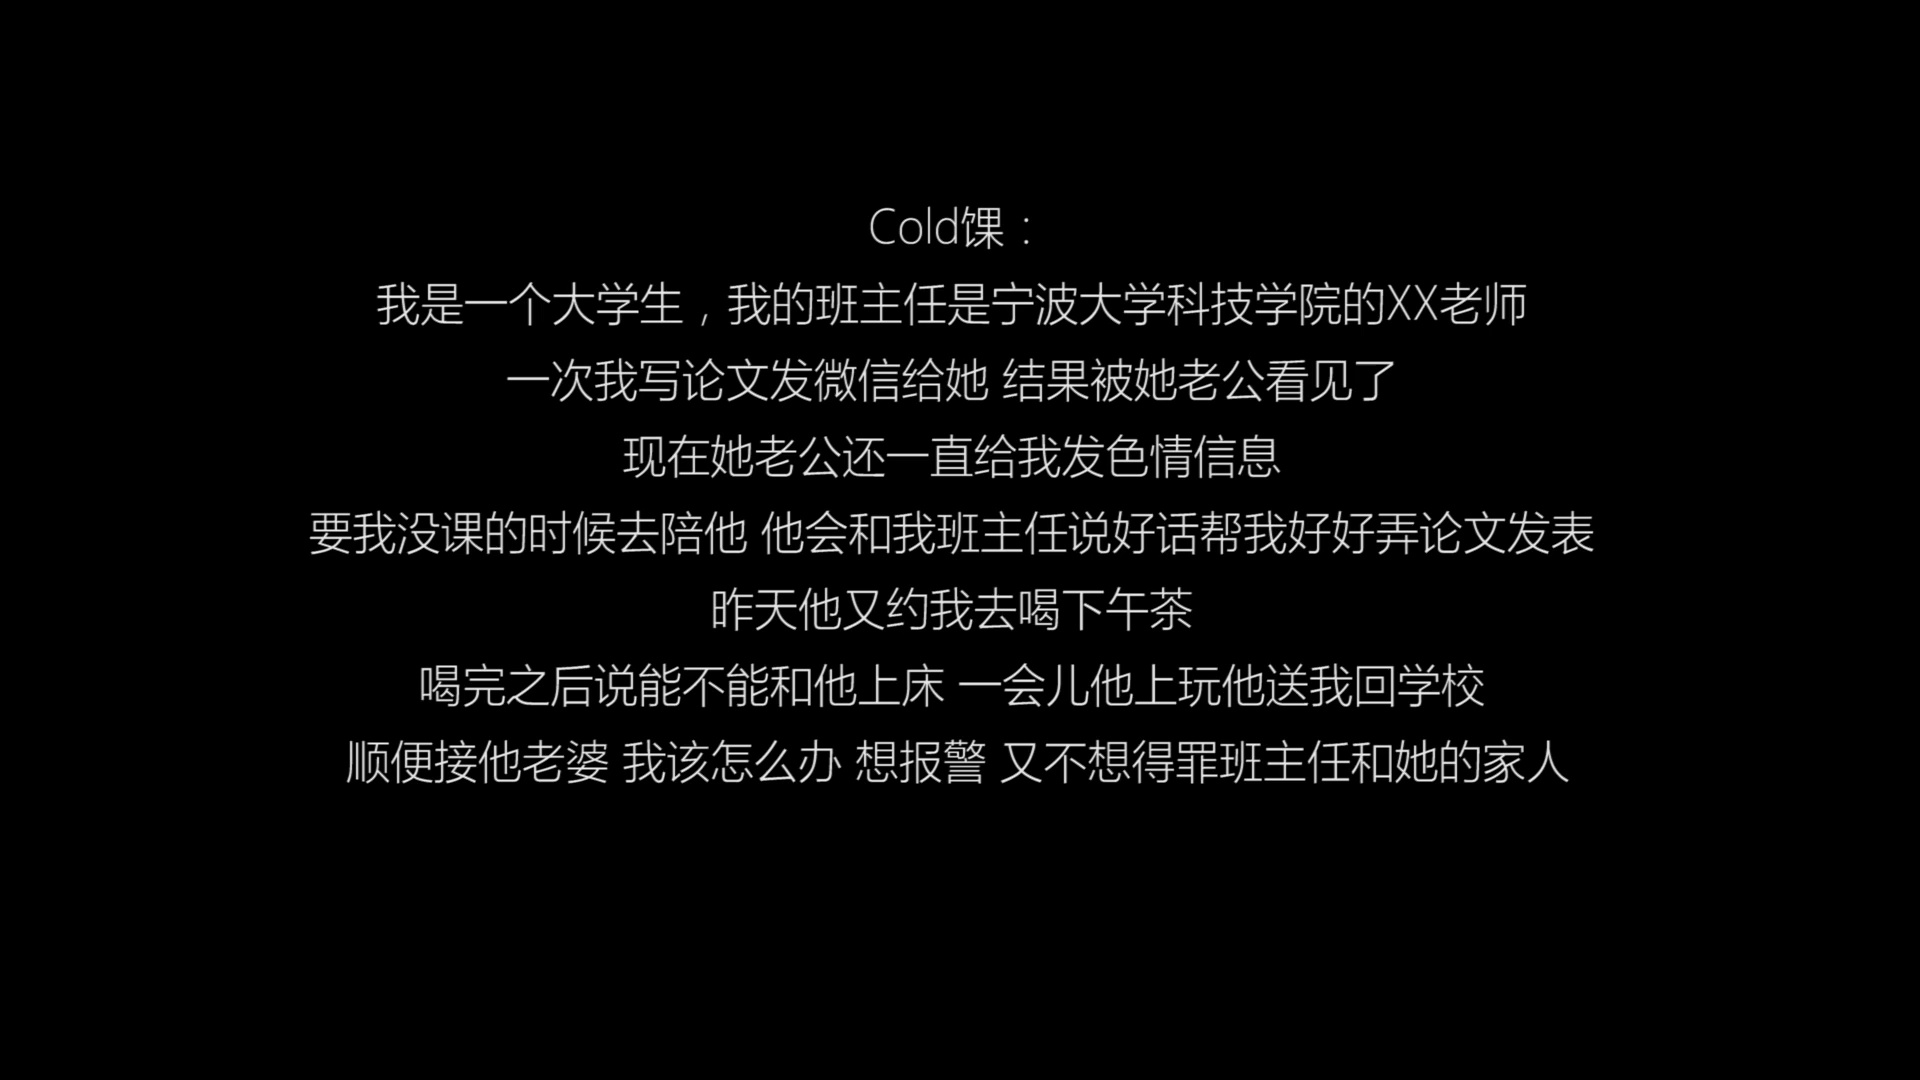 Cold馃：
我是一个大学生，我的班主任是宁波大学科技学院的XX老师
一次我写论文发微信给她 结果被她老公看见了
现在她老公还一直给我发色情信息
要我没课的时候去陪他 他会和我班主任说好话帮我好好弄论文发表
昨天他又约我去喝下午茶
喝完之后说能不能和他上床 一会儿他上玩他送我回学校
顺便接他老婆 我该怎么办 想报警 又不想得罪班主任和她的家人